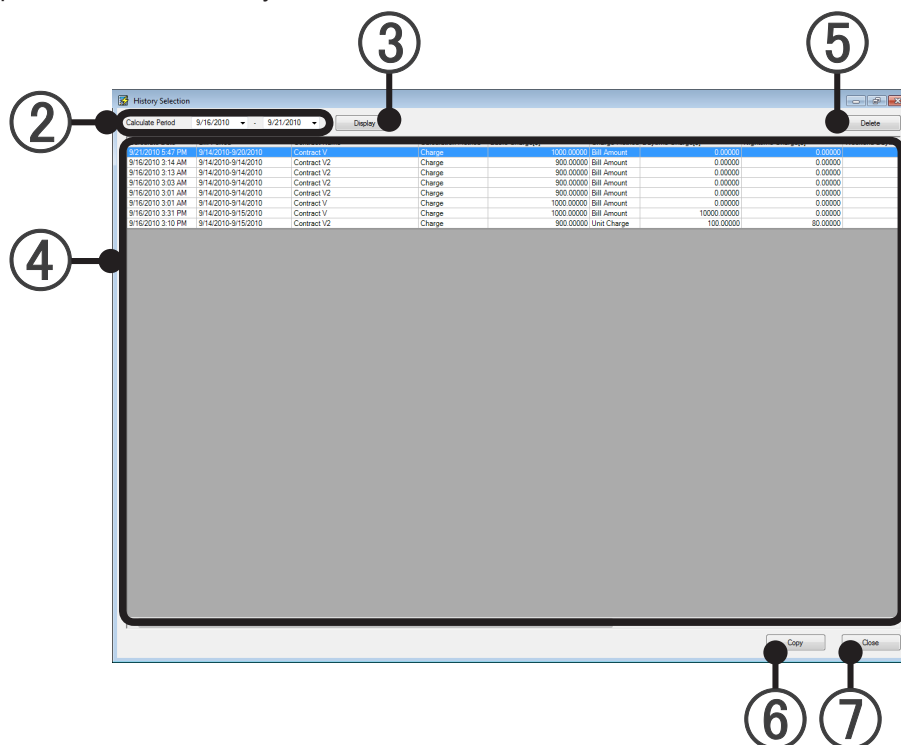 ③
⑤
History Selection
②
Calculate Period 9/16/2010 - 9/21/2010 Display Delete
9/21/2010 5:47 PM 9/14/2010-9/20/2010 Contract V Charge 1000.00000 Bill Amount 0.00000 0.00000
9/16/2010 3:14 AM 9/14/2010-9/14/2010 Contract V2 Charge 900.00000 Bill Amount 0.00000 0.00000
9/16/2010 3:13 AM 9/14/2010-9/14/2010 Contract V2 Charge 900.00000 Bill Amount 0.00000 0.00000
9/16/2010 3:03 AM 9/14/2010-9/14/2010 Contract V2 Charge 900.00000 Bill Amount 0.00000 0.00000
9/16/2010 3:01 AM 9/14/2010-9/14/2010 Contract V2 Charge 900.00000 Bill Amount 0.00000 0.00000
9/16/2010 3:01 AM 9/14/2010-9/14/2010 Contract V Charge 1000.00000 Bill Amount 0.00000 0.00000
9/16/2010 3:31 PM 9/14/2010-9/15/2010 Contract V Charge 1000.00000 Bill Amount 10000.00000 0.00000
9/16/2010 3:10 PM 9/14/2010-9/15/2010 Contract V2 Charge 900.00000 Unit Charge 100.00000 80.00000
④
Copy Close
⑥ ⑦